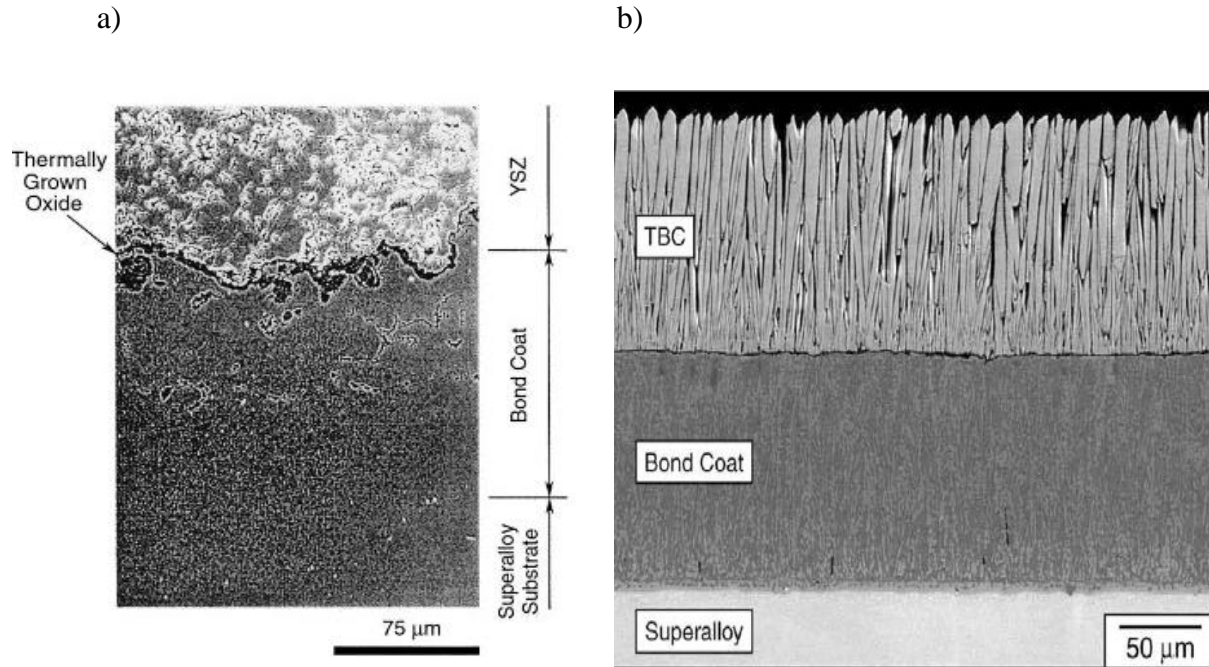 a)
b)
Thermally
Grown
Oxide
YSZ
Bond Coat
Superalloy
Substrate
75 μm
TBC
Bond Coat
Superalloy
50 μm